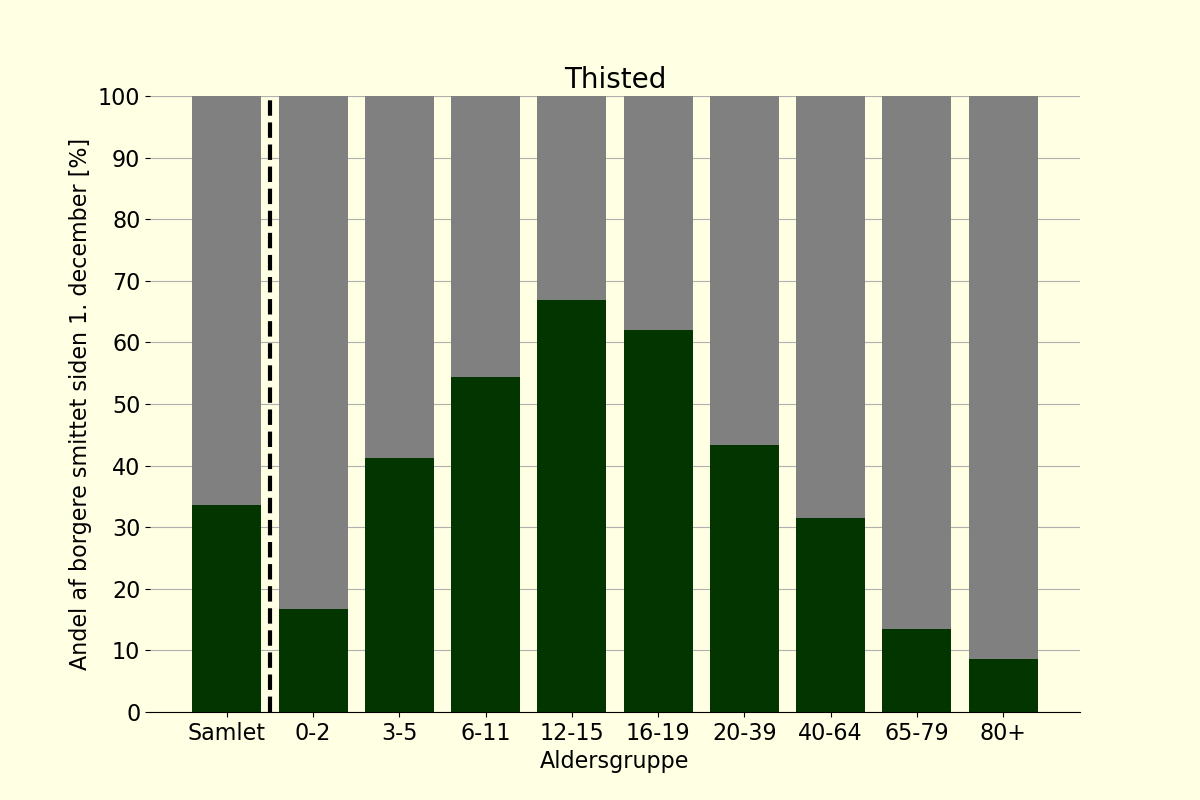 Thisted
Andel af borgere smittet siden 1. december [%]
100
90
80
70
60
50
40
30
20
10
0
Samlet 0-2 3-5 6-11 12-15 16-19 20-39 40-64 65-79 80+
Aldersgruppe